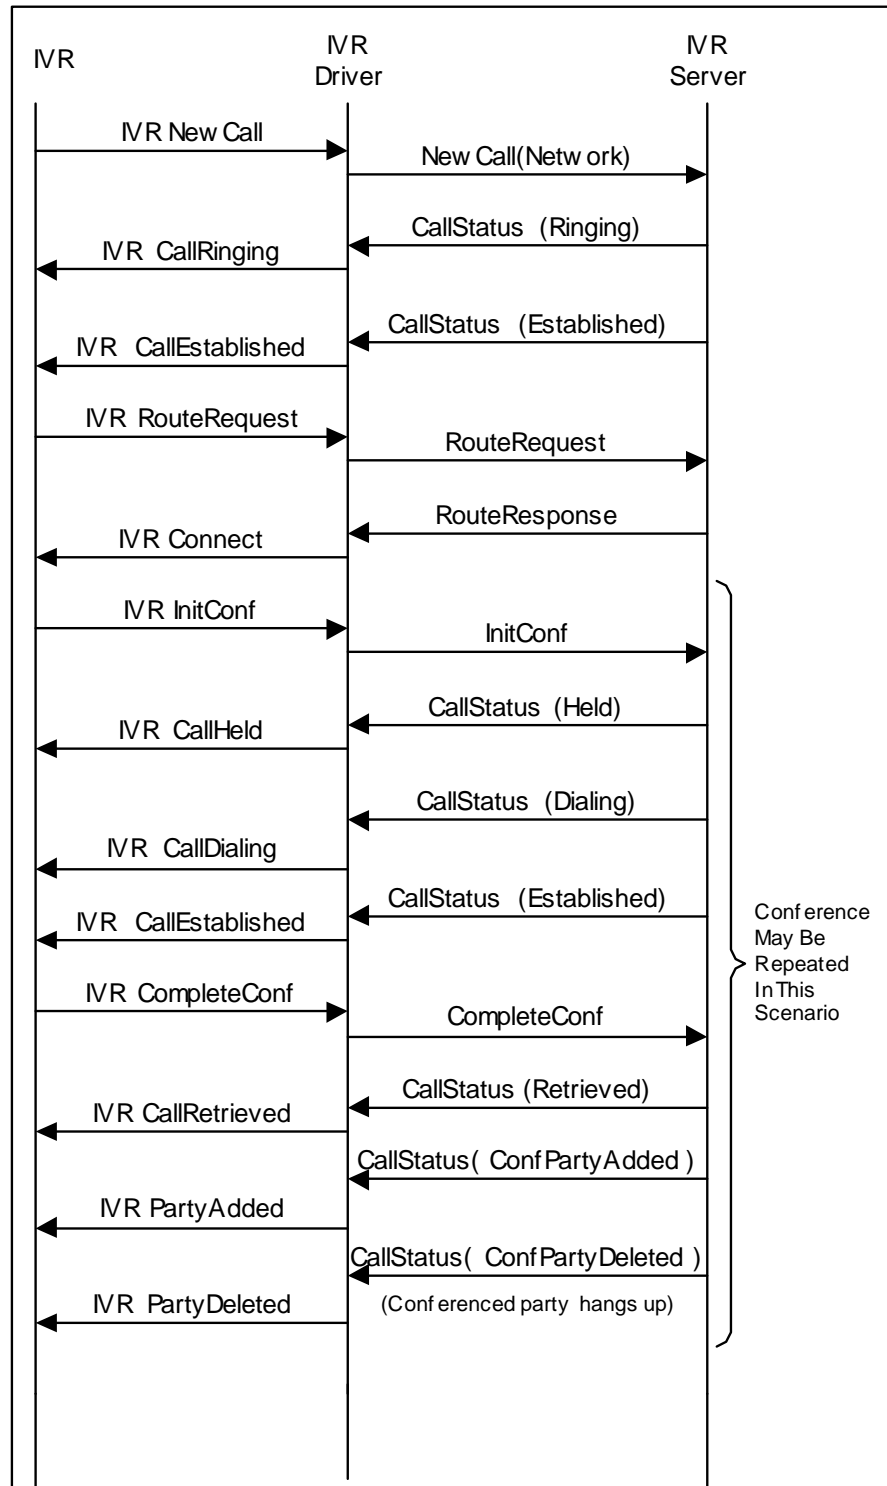 IVR
IVR
Driver
IVR
Server
IVR New Call
New Call(Network)
CallStatus (Ringing)
IVR CallRinging
CallStatus (Established)
IVR CallEstablished
IVR RouteRequest
RouteRequest
RouteResponse
IVR Connect
IVR InitConf
InitConf
CallStatus (Held)
IVR CallHeld
CallStatus (Dialing)
IVR CallDialing
CallStatus (Established)
IVR CallEstablished
Conference
May Be
Repeated
In This
Scenario
IVR CompleteConf
CompleteConf
CallStatus (Retrieved)
IVR CallRetrieved
CallStatus( ConfPartyAdded )
IVR PartyAdded
CallStatus( ConfPartyDeleted )
IVR PartyDeleted
(Conferenced party hangs up)